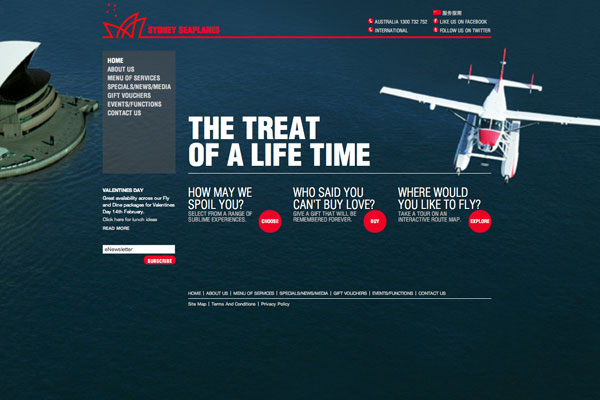 服务指南
SYDNEY SEAPLANES
AUSTRALIA 1300 732 752
LIKE US ON FACEBOOK
INTERNATIONAL
FOLLOW US ON TWITTER
HOME
ABOUT US
MENU OF SERVICES
SPECIALS/NEWS/MEDIA
GIFT VOUCHERS
EVENTS/FUNCTIONS
CONTACT US
THE TREAT
OF A LIFE TIME
VALENTINES DAY
Great availability across our Fly
and Dine packages for Valentines
Day 14th February.
Click here for lunch ideas
READ MORE
HOW MAY WE
SPOIL YOU?
SELECT FROM A RANGE OF
SUBLIME EXPERIENCES.
CHOOSE
WHO SAID YOU
CAN'T BUY LOVE?
GIVE A GIFT THAT WILL BE
REMEMBERED FOREVER.
BUY
WHERE WOULD
YOU LIKE TO FLY?
TAKE A TOUR ON AN
INTERACTIVE ROUTE MAP.
EXPLORE
eNewsletter
SUBSCRIBE
HOME | ABOUT US | MENU OF SERVICES | SPECIALS/NEWS/MEDIA | GIFT VOUCHERS | EVENTS/FUNCTIONS | CONTACT US
Site Map | Terms And Conditions | Privacy Policy